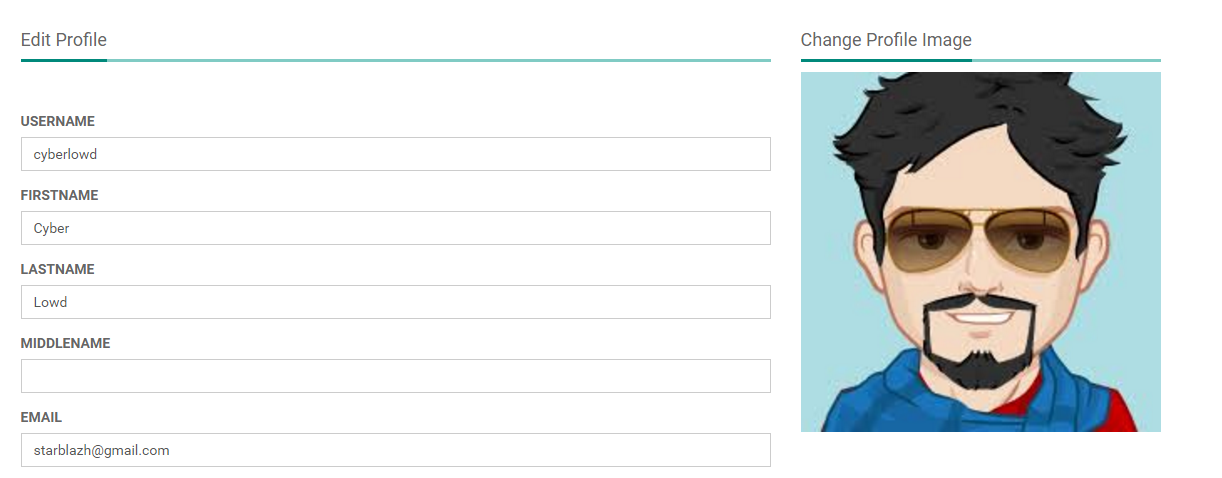 Edit Profile
Change Profile Image
USERNAME
cyberlowd
FIRSTNAME
Cyber
LASTNAME
Lowd
MIDDLENAME
EMAIL
starblazh@gmail.com